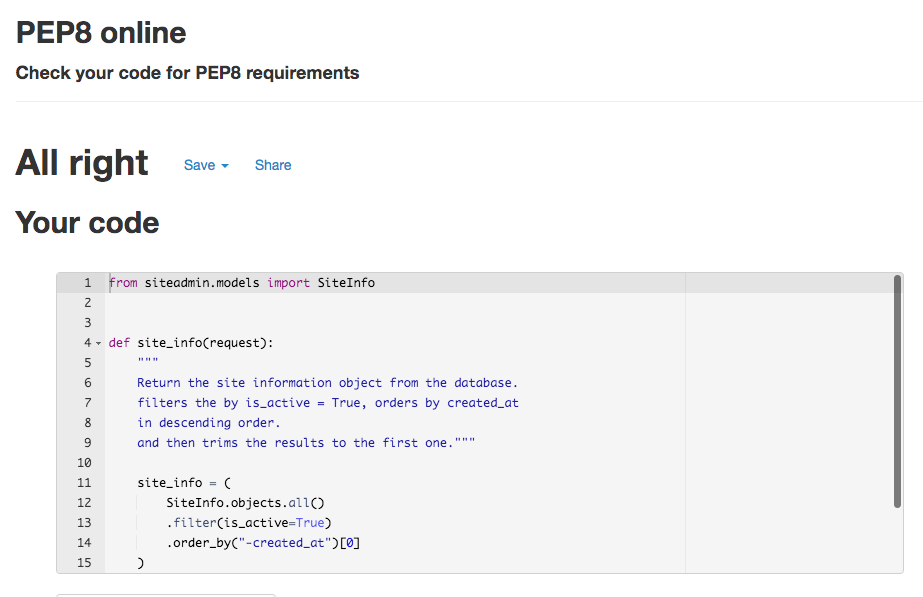 PEP8 online
Check your code for PEP8 requirements
All right Save Share
Your code
1 from siteadmin.models import SiteInfo
2
3
4 def site_info(request):
5 """
6 Return the site information object from the database.
7 filters the by is_active = True, orders by created_at
8 in descending order.
9 and then trims the results to the first one."""
10
11 site_info = (
12 SiteInfo.objects.all()
13 .filter(is_active=True)
14 .order_by("-created_at")[0]
15 )